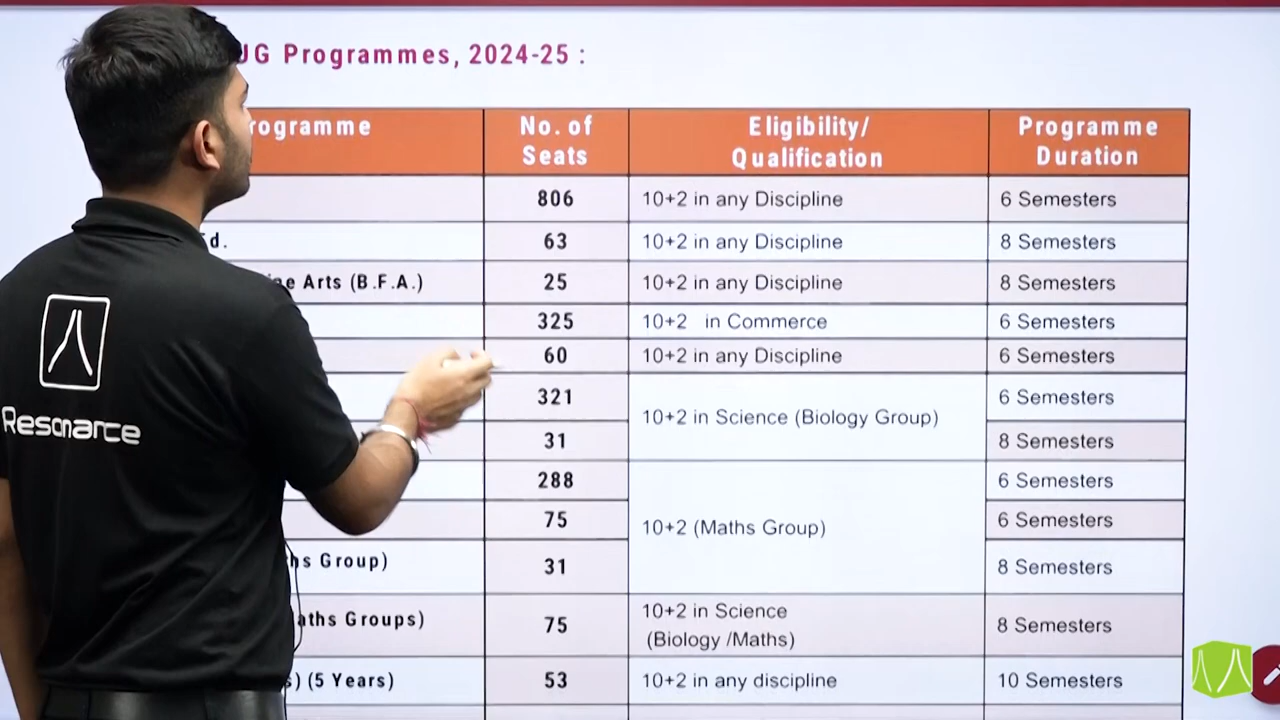 UG Programmes, 2024-25 :
Programme No. of Seats Eligibility/ Qualification Programme Duration
806 10+2 in any Discipline 6 Semesters
Ed. 63 10+2 in any Discipline 8 Semesters
Arts (B.F.A.) 25 10+2 in any Discipline 8 Semesters
325 10+2 in Commerce 6 Semesters
60 10+2 in any Discipline 6 Semesters
321 10+2 in Science (Biology Group) 6 Semesters
31 8 Semesters
288 10+2 (Maths Group) 6 Semesters
75 6 Semesters
Group) 31 8 Semesters
Maths Groups) 75 10+2 in Science (Biology /Maths) 8 Semesters
(5 Years) 53 10+2 in any discipline 10 Semesters
Resonance